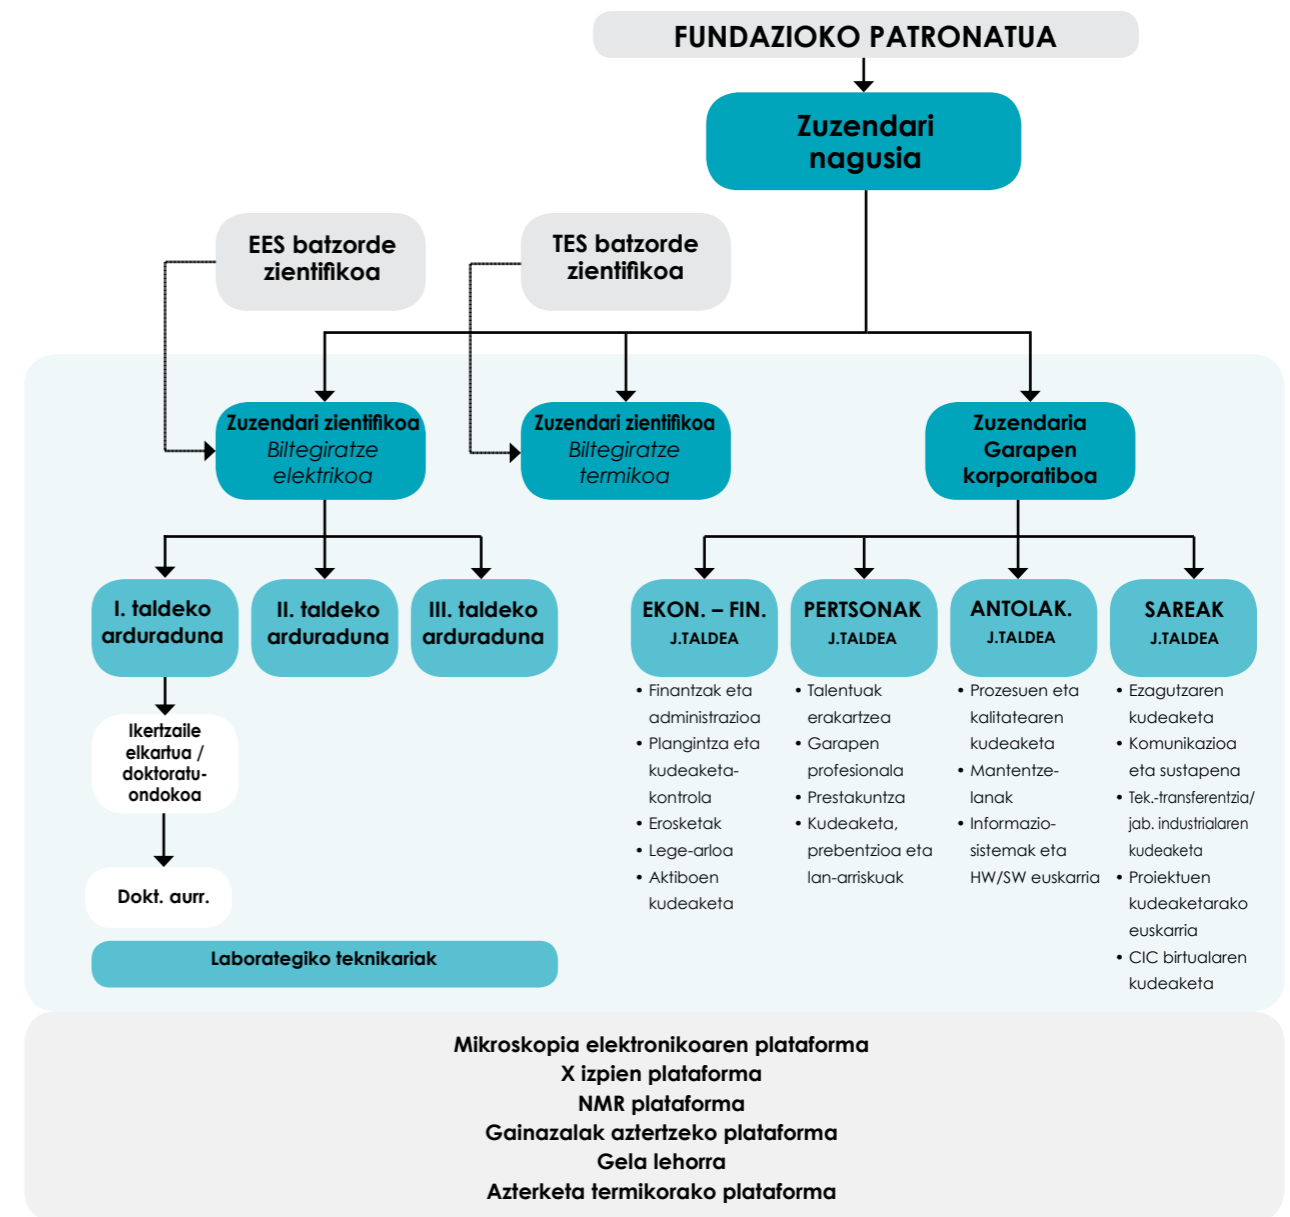 FUNDAZIOKO PATRONATUA
Zuzendari
nagusia
EES batzorde
zientifikoa
TES batzorde
zientifikoa
Zuzendari zientifikoa
Biltegiratze
elektrikoa
Zuzendari zientifikoa
Biltegiratze
termikoa
Zuzendaria
Garapen
korporatiboa
I. taldeko
arduraduna
II. taldeko
arduraduna
III. taldeko
arduraduna
Ikertzaile
elkartua /
doktoratu-
ondokoa
Dokt. aurr.
Laborategiko teknikariak
EKON. – FIN.
J.TALDEA
• Finantzak eta
administrazioa
• Plangintza eta
kudeaketa-
kontrola
• Erosketak
• Lege-arloa
• Aktiboen
kudeaketa
PERTSONAK
J.TALDEA
• Talentuak
erakartzea
• Garapen
profesionala
• Prestakuntza
• Kudeaketa,
prebentzioa eta
lan-arriskuak
ANTOLAK.
J.TALDEA
• Prozesuen eta
kalitatearen
kudeaketa
• Mantentze-
lanak
• Informazio-
sistemak eta
HW/SW euskarria
SAREAK
J.TALDEA
• Ezagutzaren
kudeaketa
• Komunikazioa
eta sustapena
• Tek.-transferentzia/
jab. industrialaren
kudeaketa
• Proiektuen
kudeaketarako
euskarria
• CIC birtualaren
kudeaketa
Mikroskopia elektronikoaren plataforma
X izpien plataforma
NMR plataforma
Gainazalak aztertzeko plataforma
Gela lehorra
Azterketa termikorako plataforma